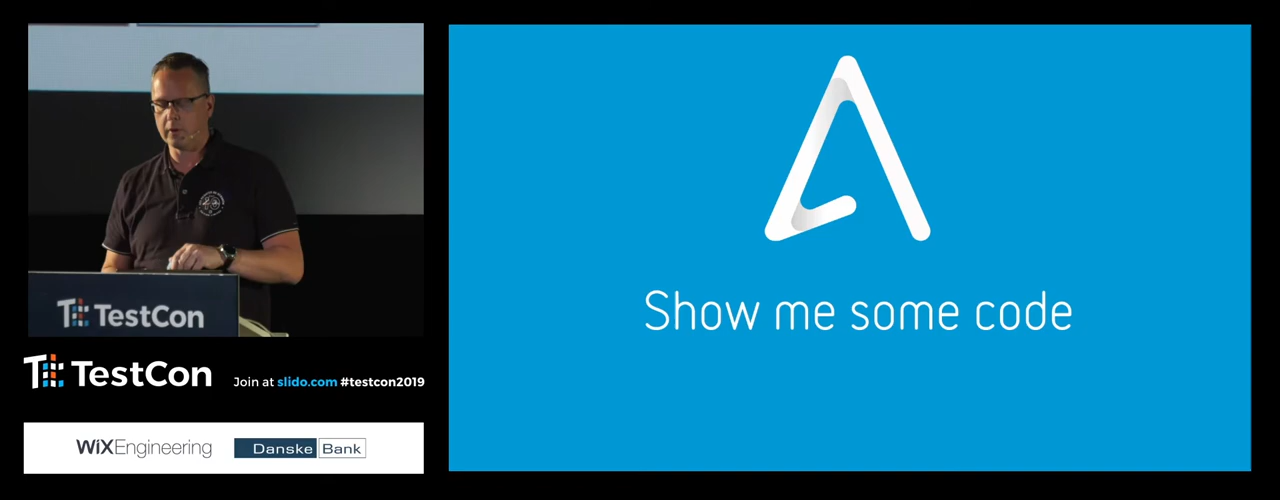 TestCon
TestCon
Join at slido.com #testcon2019
WiXEngineering
Danske Bank
Show me some code